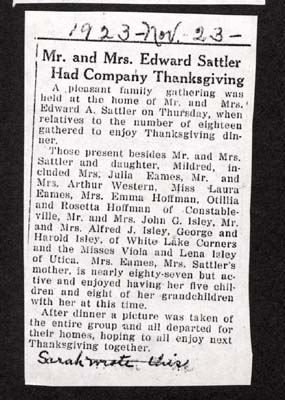 1923-Nov. 23-
Mr. and Mrs. Edward Sattler
Had Company Thanksgiving
A pleasant family gathering was
held at the home of Mr. and Mrs.
Edward A. Sattler on Thursday, when
relatives to the number of eighteen
gathered to enjoy Thanksgiving din-
ner.
Those present besides Mr. and Mrs.
Sattler and daughter, Mildred, in-
cluded Mrs. Julia Eames, Mr. and
Mrs. Arthur Western, Miss Laura
Eames, Mrs. Emma Hoffman, Otillia
and Rosetta Hoffman of Constable-
ville, Mr. and Mrs. John G. Isley, Mr.
and Mrs. Alfred J. Isley, George and
Harold Isley, of White Lake Corners
and the Misses Viola and Lena Isley
of Utica. Mrs. Eames, Mrs. Sattler's
mother, is nearly eighty-seven but ac-
tive and enjoyed having her five chil-
dren and eight of her grandchildren
with her at this time.
After dinner a picture was taken of
the entire group and all departed for
their homes, hoping to all enjoy next
Thanksgiving together.
Sarah wrote this